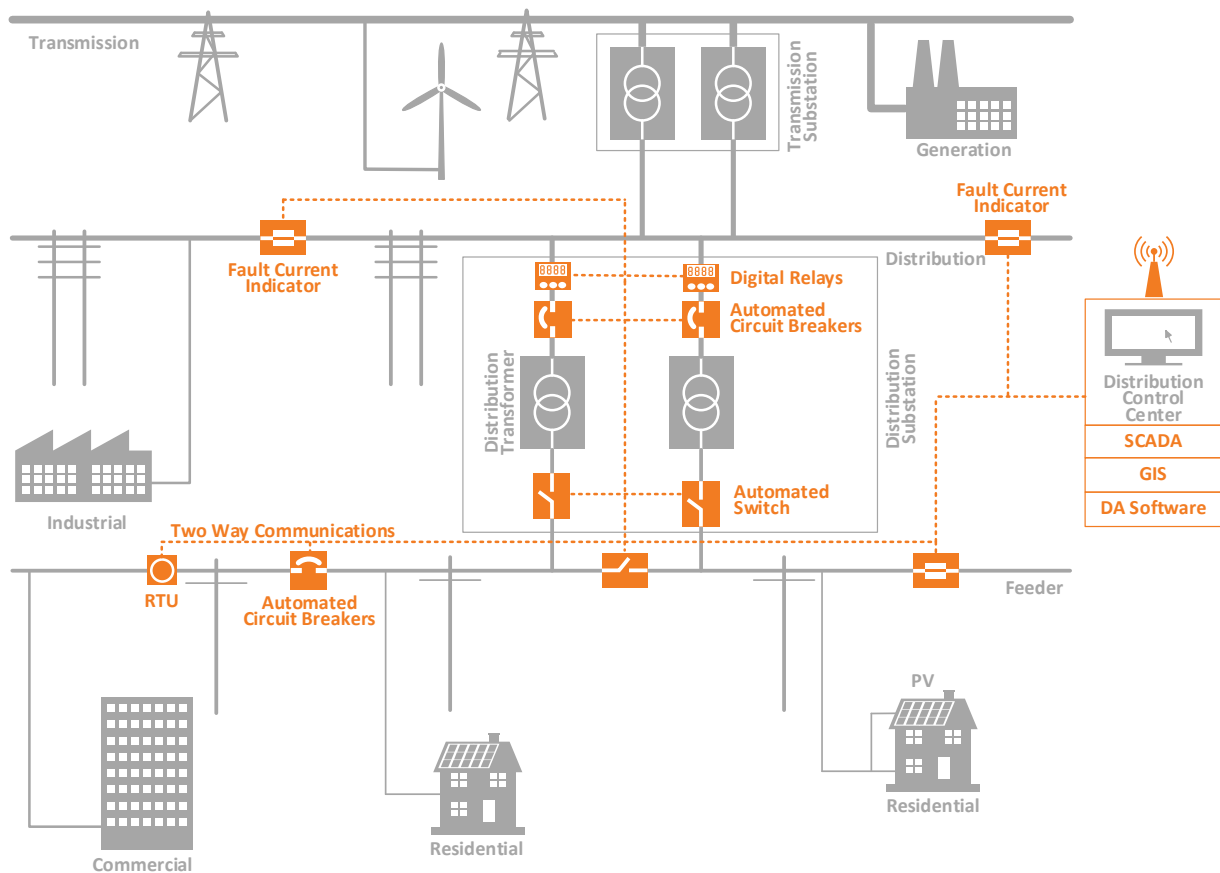 Transmission
Transmission
Substation
Generation
Fault Current
Indicator
Fault Current
Indicator
Distribution
8888
8888
Digital Relays
Automated
Circuit Breakers
Distribution
Transformer
Distribution
Substation
Distribution
Control
Center
SCADA
GIS
DA Software
Automated
Switch
Industrial
Two Way Communications
RTU
Automated
Circuit Breakers
Feeder
PV
Residential
Residential
Commercial